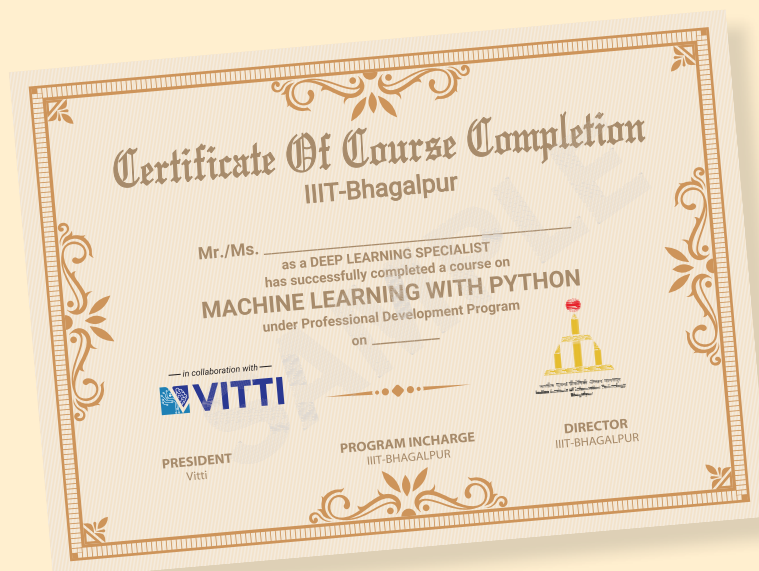 Certificate Of Course Completion
IIIT-Bhagalpur
Mr./Ms.
as a DEEP LEARNING SPECIALIST
has successfully completed a course on
MACHINE LEARNING WITH PYTHON
under Professional Development Program
on
in collaboration with
VITTI
PRESIDENT
Vitti
PROGRAM INCHARGE
IIIT-BHAGALPUR
DIRECTOR
IIIT-BHAGALPUR
SAMPLE